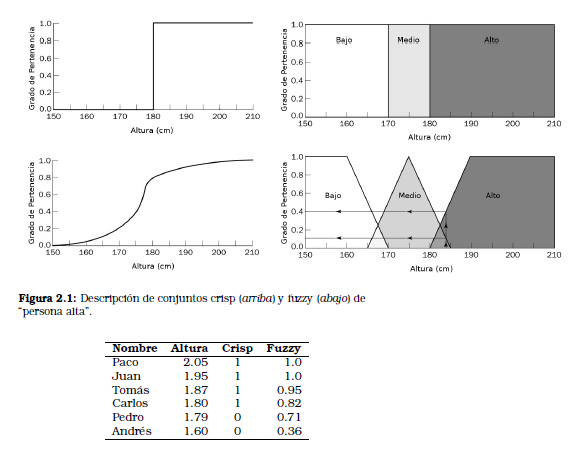 Grado de Pertenencia
1.0
0.8
0.6
0.4
0.2
0.0
150 160 170 180 190 200 210
Altura (cm)
Grado de Pertenencia
1.0
0.8
0.6
0.4
0.2
0.0
Bajo Medio Alto
150 160 170 180 190 200 210
Altura (cm)
Grado de Pertenencia
1.0
0.8
0.6
0.4
0.2
0.0
150 160 170 180 190 200 210
Altura (cm)
Grado de Pertenencia
1.0
0.8
0.6
0.4
0.2
0.0
Bajo Medio Alto
150 160 170 180 190 200 210
Altura (cm)
Figura 2.1: Descripción de conjuntos crisp (arriba) y fuzzy (abajo) de
"persona alta".
Nombre Altura Crisp Fuzzy
Paco 2.05 1 1.0
Juan 1.95 1 1.0
Tomás 1.87 1 0.95
Carlos 1.80 1 0.82
Pedro 1.79 0 0.71
Andrés 1.60 0 0.36